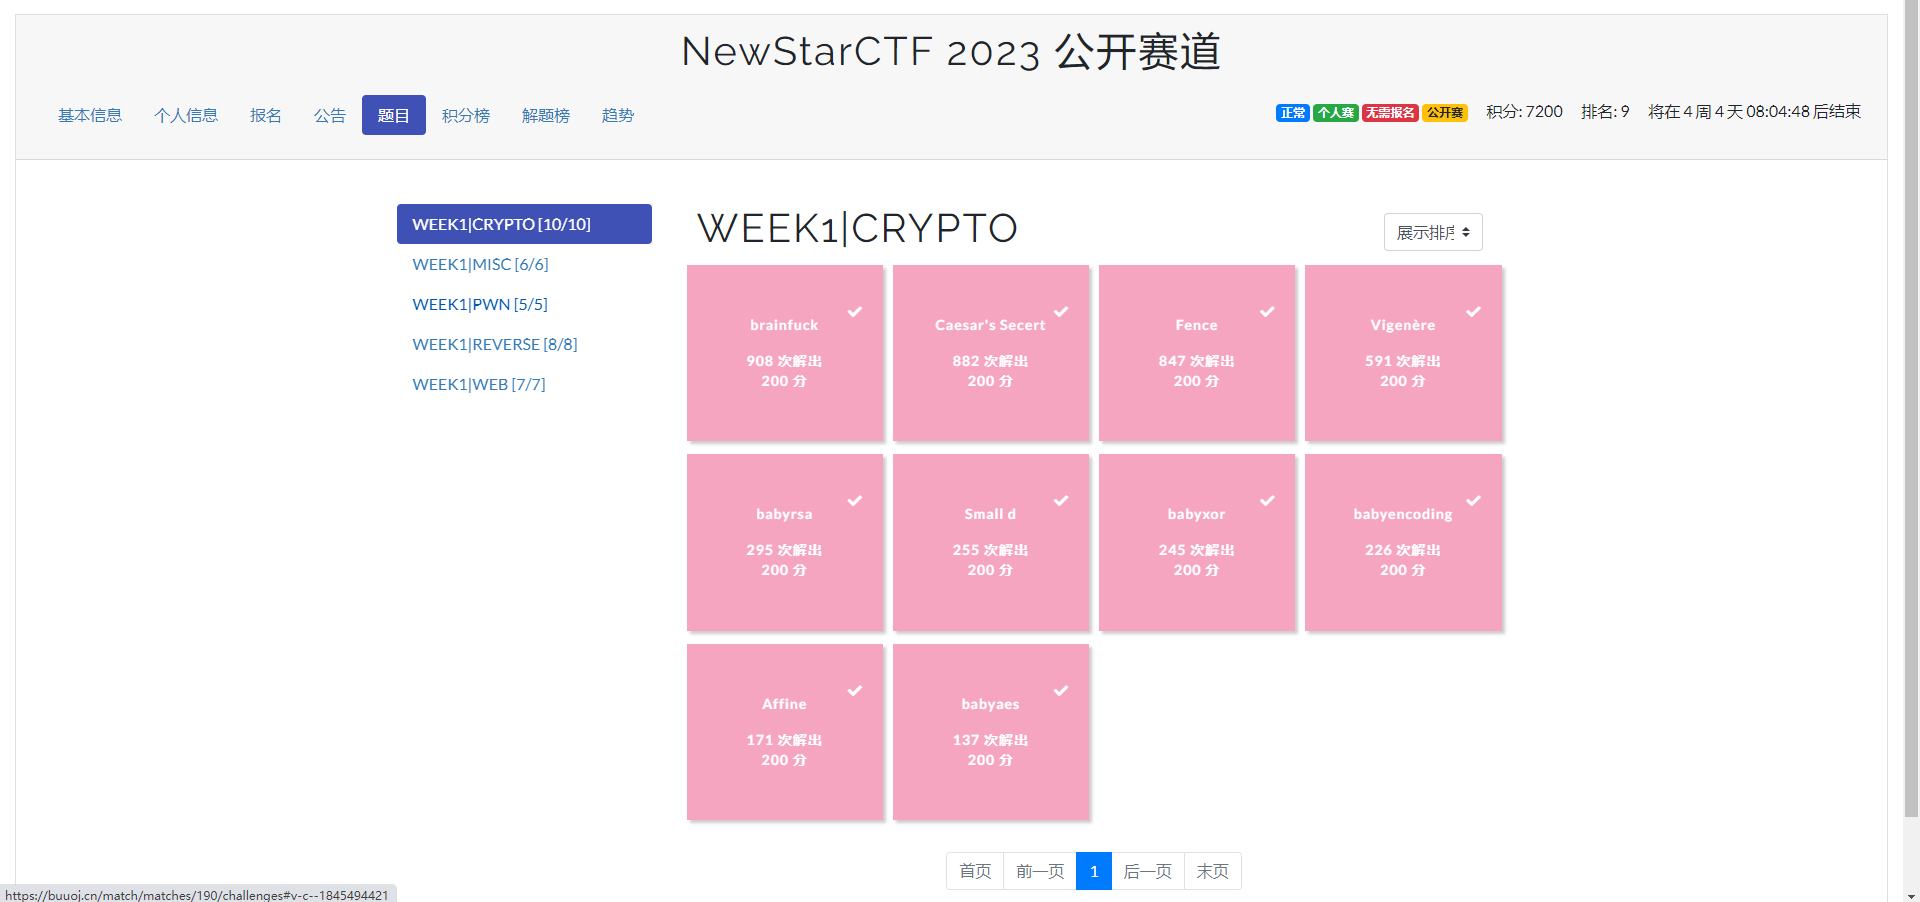 NewStarCTF 2023 公开赛道
基本信息 个人信息 报名 公告 题目 积分榜 解题榜 趋势
正常 个人赛 无需报名 公开赛 积分: 7200 排名: 9 将在 4 周 4 天 08:04:48 后结束
WEEK1|CRYPTO [10/10]
WEEK1|MISC [6/6]
WEEK1|PWN [5/5]
WEEK1|REVERSE [8/8]
WEEK1|WEB [7/7]
WEEK1|CRYPTO
展示排序
brainfuck
908 次解出
200 分
Caesar's Secert
882 次解出
200 分
Fence
847 次解出
200 分
Vigenère
591 次解出
200 分
babyrsa
295 次解出
200 分
Small d
255 次解出
200 分
babyxor
245 次解出
200 分
babyencoding
226 次解出
200 分
Affine
171 次解出
200 分
babyaes
137 次解出
200 分
首页 前一页 1 后一页 末页
https://buuoj.cn/match/matches/190/challenges#v-c--1845494421